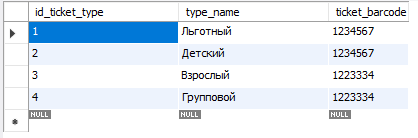 id_ticket_type type_name ticket_barcode
1 Льготный 1234567
2 Детский 1234567
3 Взрослый 1223334
4 Групповой 1223334
NULL NULL NULL